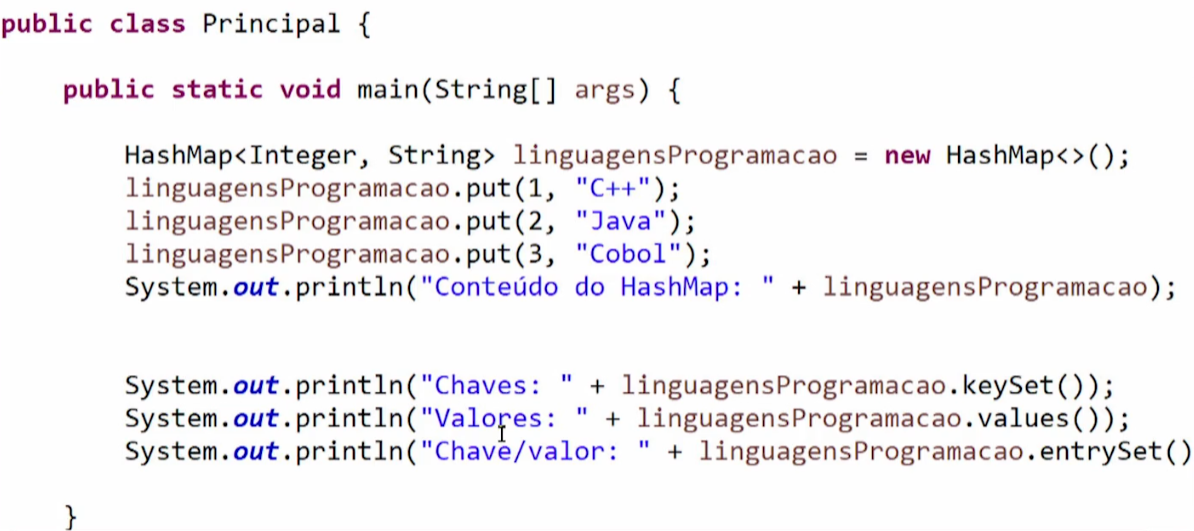 public class Principal {
public static void main(String[] args) {
HashMap<Integer, String> linguagensProgramacao = new HashMap<>();
linguagensProgramacao.put(1, "C++");
linguagensProgramacao.put(2, "Java");
linguagensProgramacao.put(3, "Cobol");
System.out.println("Conteúdo do HashMap: " + linguagensProgramacao);
System.out.println("Chaves: " + linguagensProgramacao.keySet());
System.out.println("Valores: " + linguagensProgramacao.values());
System.out.println("Chave/valor: " + linguagensProgramacao.entrySet()
}